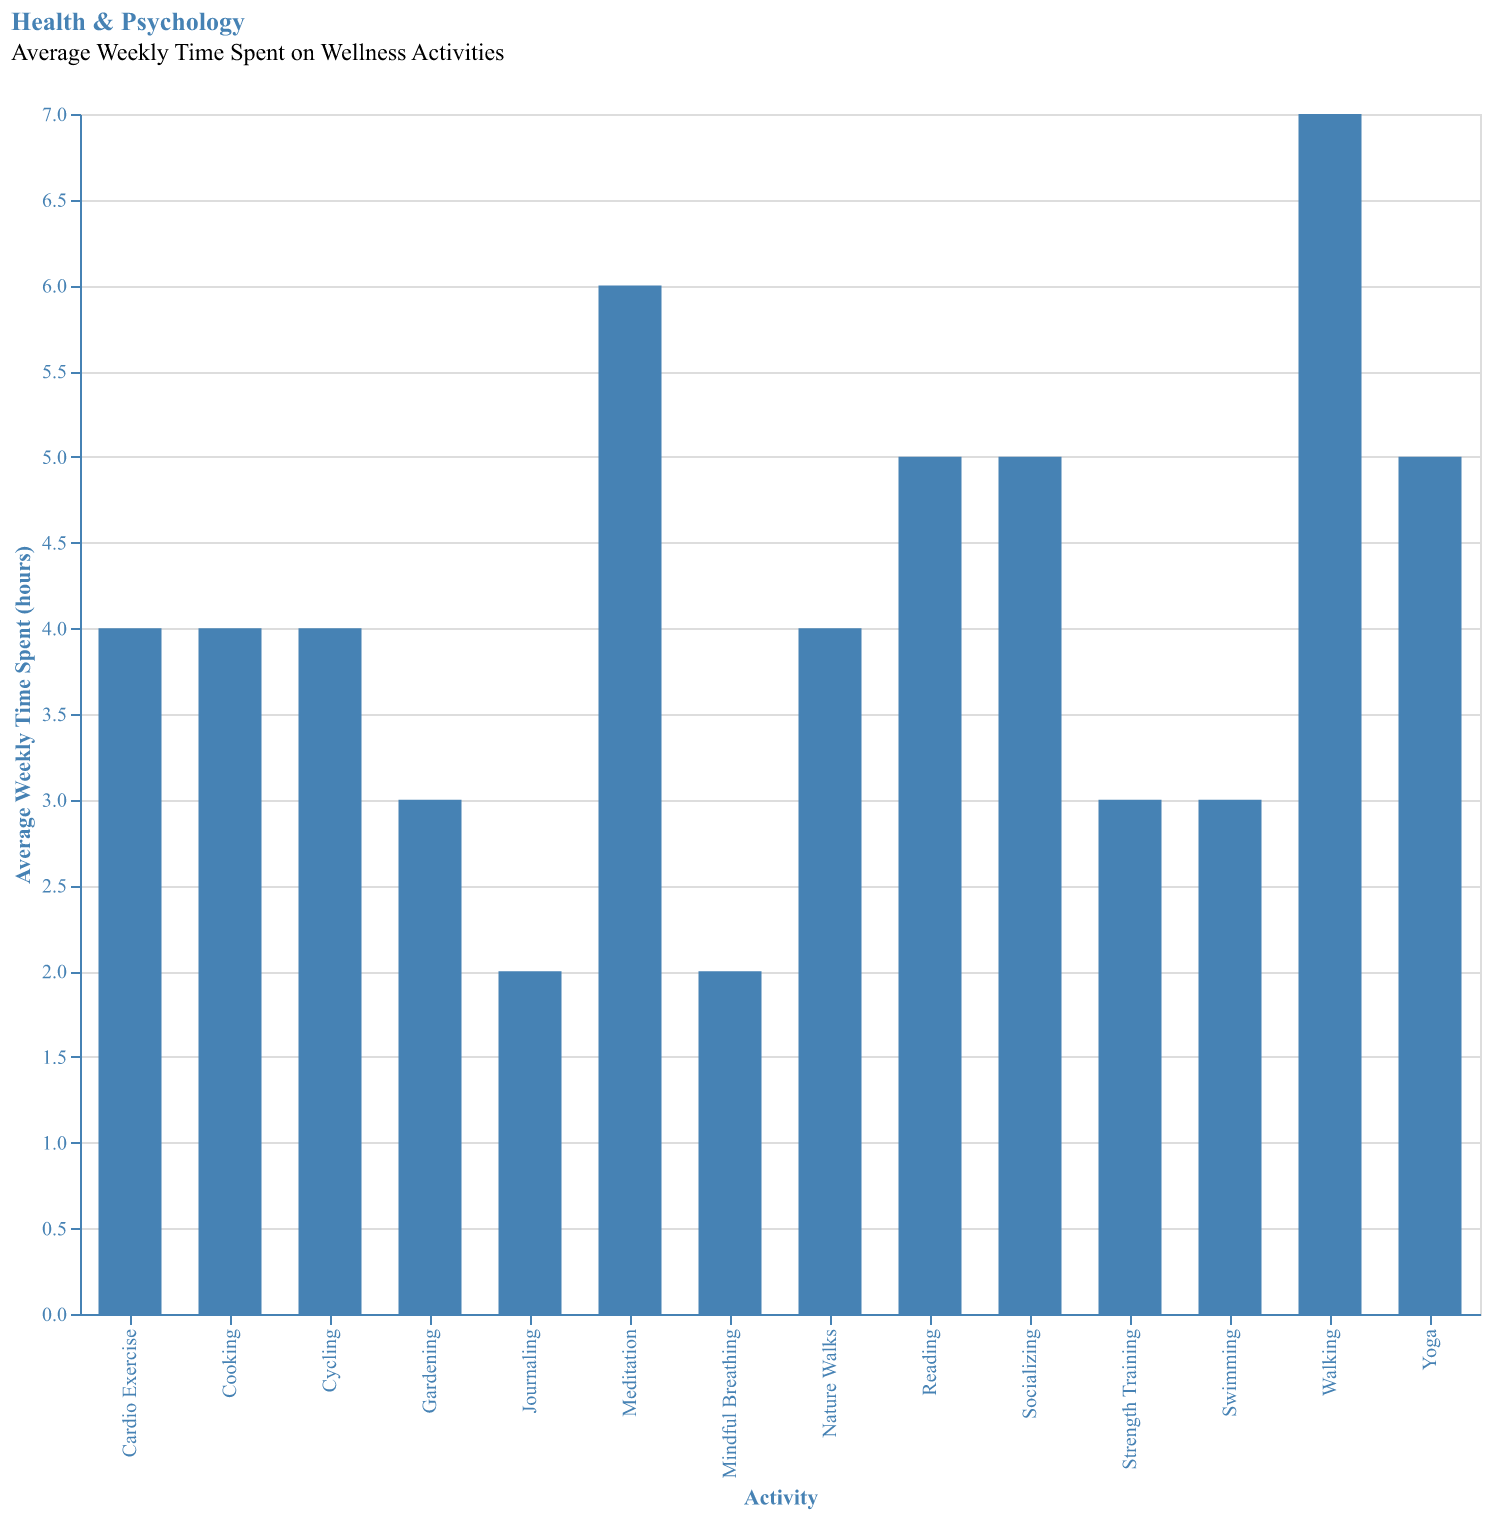 Health & Psychology
Average Weekly Time Spent on Wellness Activities
Average Weekly Time Spent (hours)
7.0
6.5
6.0
5.5
5.0
4.5
4.0
3.5
3.0
2.5
2.0
1.5
1.0
0.5
0.0
Cardio Exercise
Cooking
Cycling
Gardening
Journaling
Meditation
Mindful Breathing
Nature Walks
Reading
Socializing
Strength Training
Swimming
Walking
Yoga
Activity